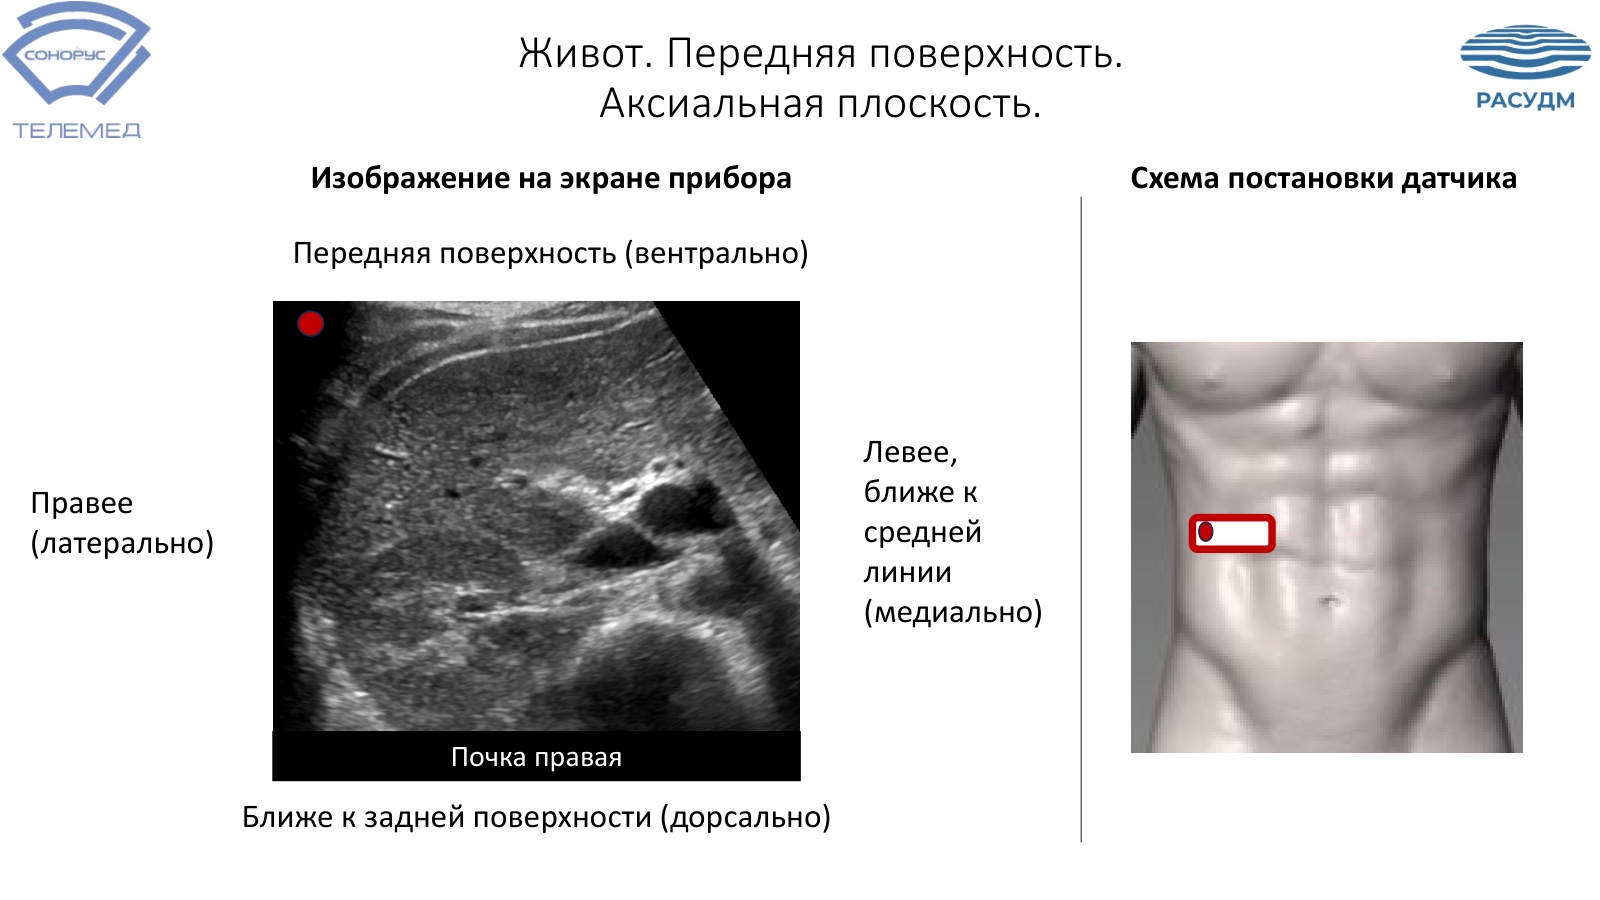 СОНОРУС
ТЕЛЕМЕД
Живот. Передняя поверхность.
Аксиальная плоскость.
РАСУДМ
Изображение на экране прибора
Схема постановки датчика
Передняя поверхность (вентрально)
Правее
(латерально)
Левее,
ближе к
средней
линии
(медиально)
Почка правая
Ближе к задней поверхности (дорсально)